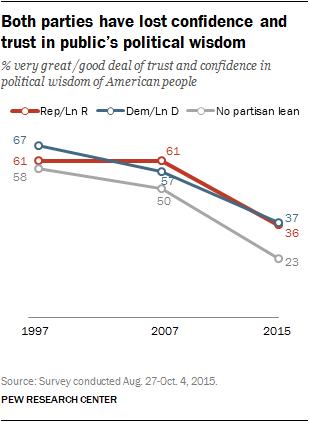 Both parties have lost confidence and
trust in public's political wisdom
% very great/good deal of trust and confidence in
political wisdom of American people
Rep/Ln R Dem/Ln D No partisan lean
67
61
61
58
57
50
37
36
23
1997 2007 2015
Source: Survey conducted Aug. 27-Oct. 4, 2015.
PEW RESEARCH CENTER